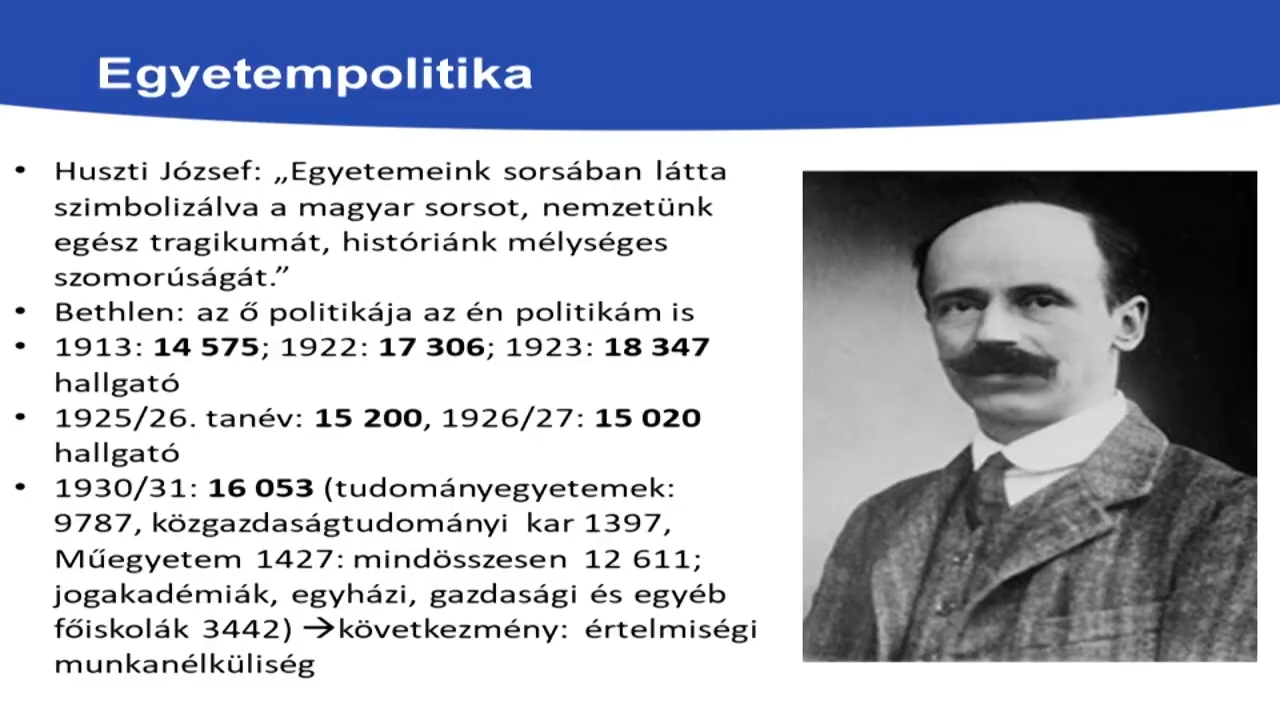 Egyetempolitika
• Huszti József: „Egyetemeink sorsában látta
szimbolizálva a magyar sorsot, nemzetünk
egész tragikumát, históriánk mélységes
szomorúságát.”
• Bethlen: az ő politikája az én politikám is
• 1913: 14 575; 1922: 17 306; 1923: 18 347
hallgató
• 1925/26. tanév: 15 200, 1926/27: 15 020
hallgató
• 1930/31: 16 053 (tudományegyetemek:
9787, közgazdaságtudományi kar 1397,
Műegyetem 1427: mindösszesen 12 611;
jogakadémiák, egyházi, gazdasági és egyéb
főiskolák 3442) →következmény: értelmiségi
munkanélküliség